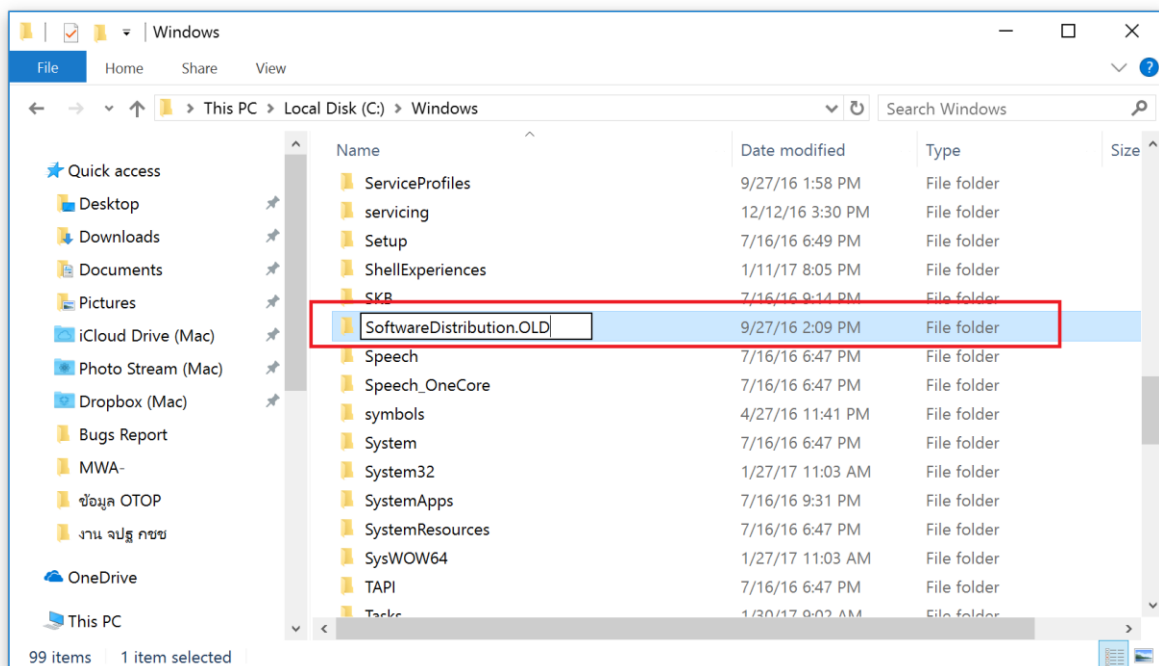 Windows
File Home Share View
This PC > Local Disk (C:) > Windows
Search Windows
Name Date modified Type Size
Quick access
Desktop
Downloads
Documents
Pictures
iCloud Drive (Mac)
Photo Stream (Mac)
Dropbox (Mac)
Bugs Report
MWA-
ข้อมูล OTOP
งาน จปฐ กชช
OneDrive
This PC
ServiceProfiles 9/27/16 1:58 PM File folder
servicing 12/12/16 3:30 PM File folder
Setup 7/16/16 6:49 PM File folder
ShellExperiences 1/11/17 8:05 PM File folder
SKB 7/16/16 9:14 PM File folder
SoftwareDistribution.OLD 9/27/16 2:09 PM File folder
Speech 7/16/16 6:47 PM File folder
Speech_OneCore 7/16/16 6:47 PM File folder
symbols 4/27/16 11:41 PM File folder
System 7/16/16 6:47 PM File folder
System32 1/27/17 11:03 AM File folder
SystemApps 7/16/16 9:31 PM File folder
SystemResources 7/16/16 6:47 PM File folder
SysWOW64 1/27/17 11:03 AM File folder
TAPI 7/16/16 6:47 PM File folder
Tasks 1/30/17 9:02 AM File folder
99 items 1 item selected